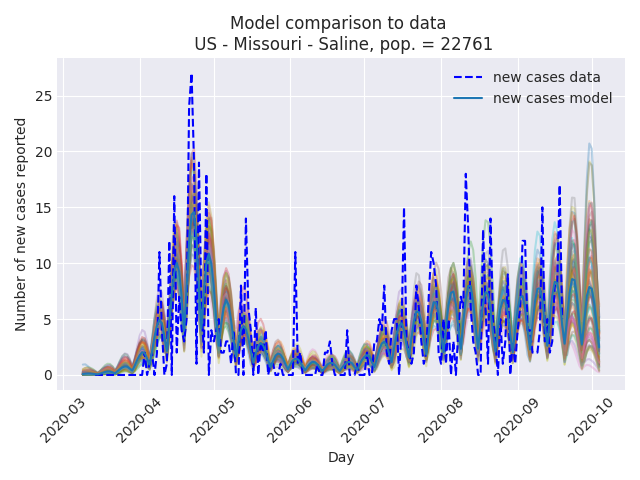 Model comparison to data
US - Missouri - Saline, pop. = 22761
new cases data
new cases model
Number of new cases reported
25
20
15
10
5
0
2020-03
2020-04
2020-05
2020-06
2020-07
2020-08
2020-09
2020-10
Day